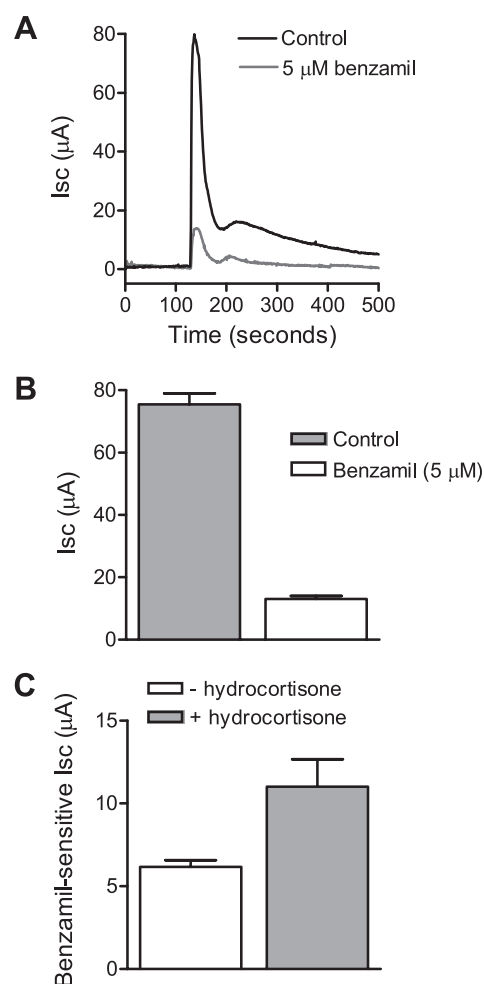 A
80
60
40
20
0
Isc (μA)
Control
5 μM benzamil
0 100 200 300 400 500
Time (seconds)
B
80
60
40
20
0
Isc (μA)
Control
Benzamil (5 μM)
C
- hydrocortisone
+ hydrocortisone
15
10
5
0
Benzamil-sensitive Isc (μA)